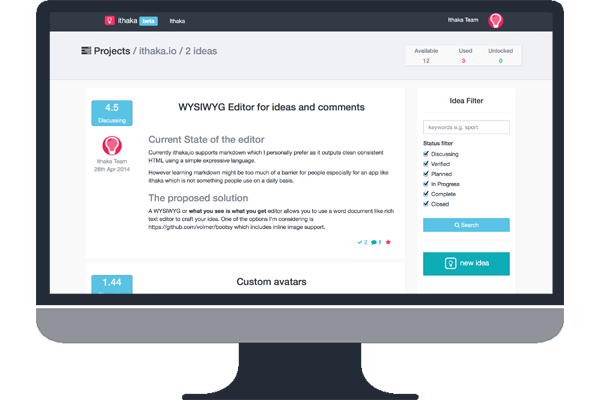 ithaka beta ithaka Ithaka Team
Projects / ithaka.io / 2 ideas
Available Used Unlocked
12 3 0
4.5
Discussing
Ithaka Team
28th Apr 2014
WYSIWYG Editor for ideas and comments
Current State of the editor
Currently ithaka.io supports markdown which I personally prefer as it outputs clean consistent
HTML using a simple expressive language.
However learning markdown might be too much of a barrier for people especially for an app like
ithaka which is not something people use on a daily basis.
The proposed solution
A WYSIWYG or what you see is what you get editor allows you to use a word document like rich
text editor to craft your idea. One of the options I'm considering is
https://github.com/volmer/bootsy which includes inline image support.
2 1
1.44
Custom avatars
Idea Filter
keywords e.g. sport
Status filter
Discussing
Verified
Planned
In Progress
Complete
Closed
Search
new idea